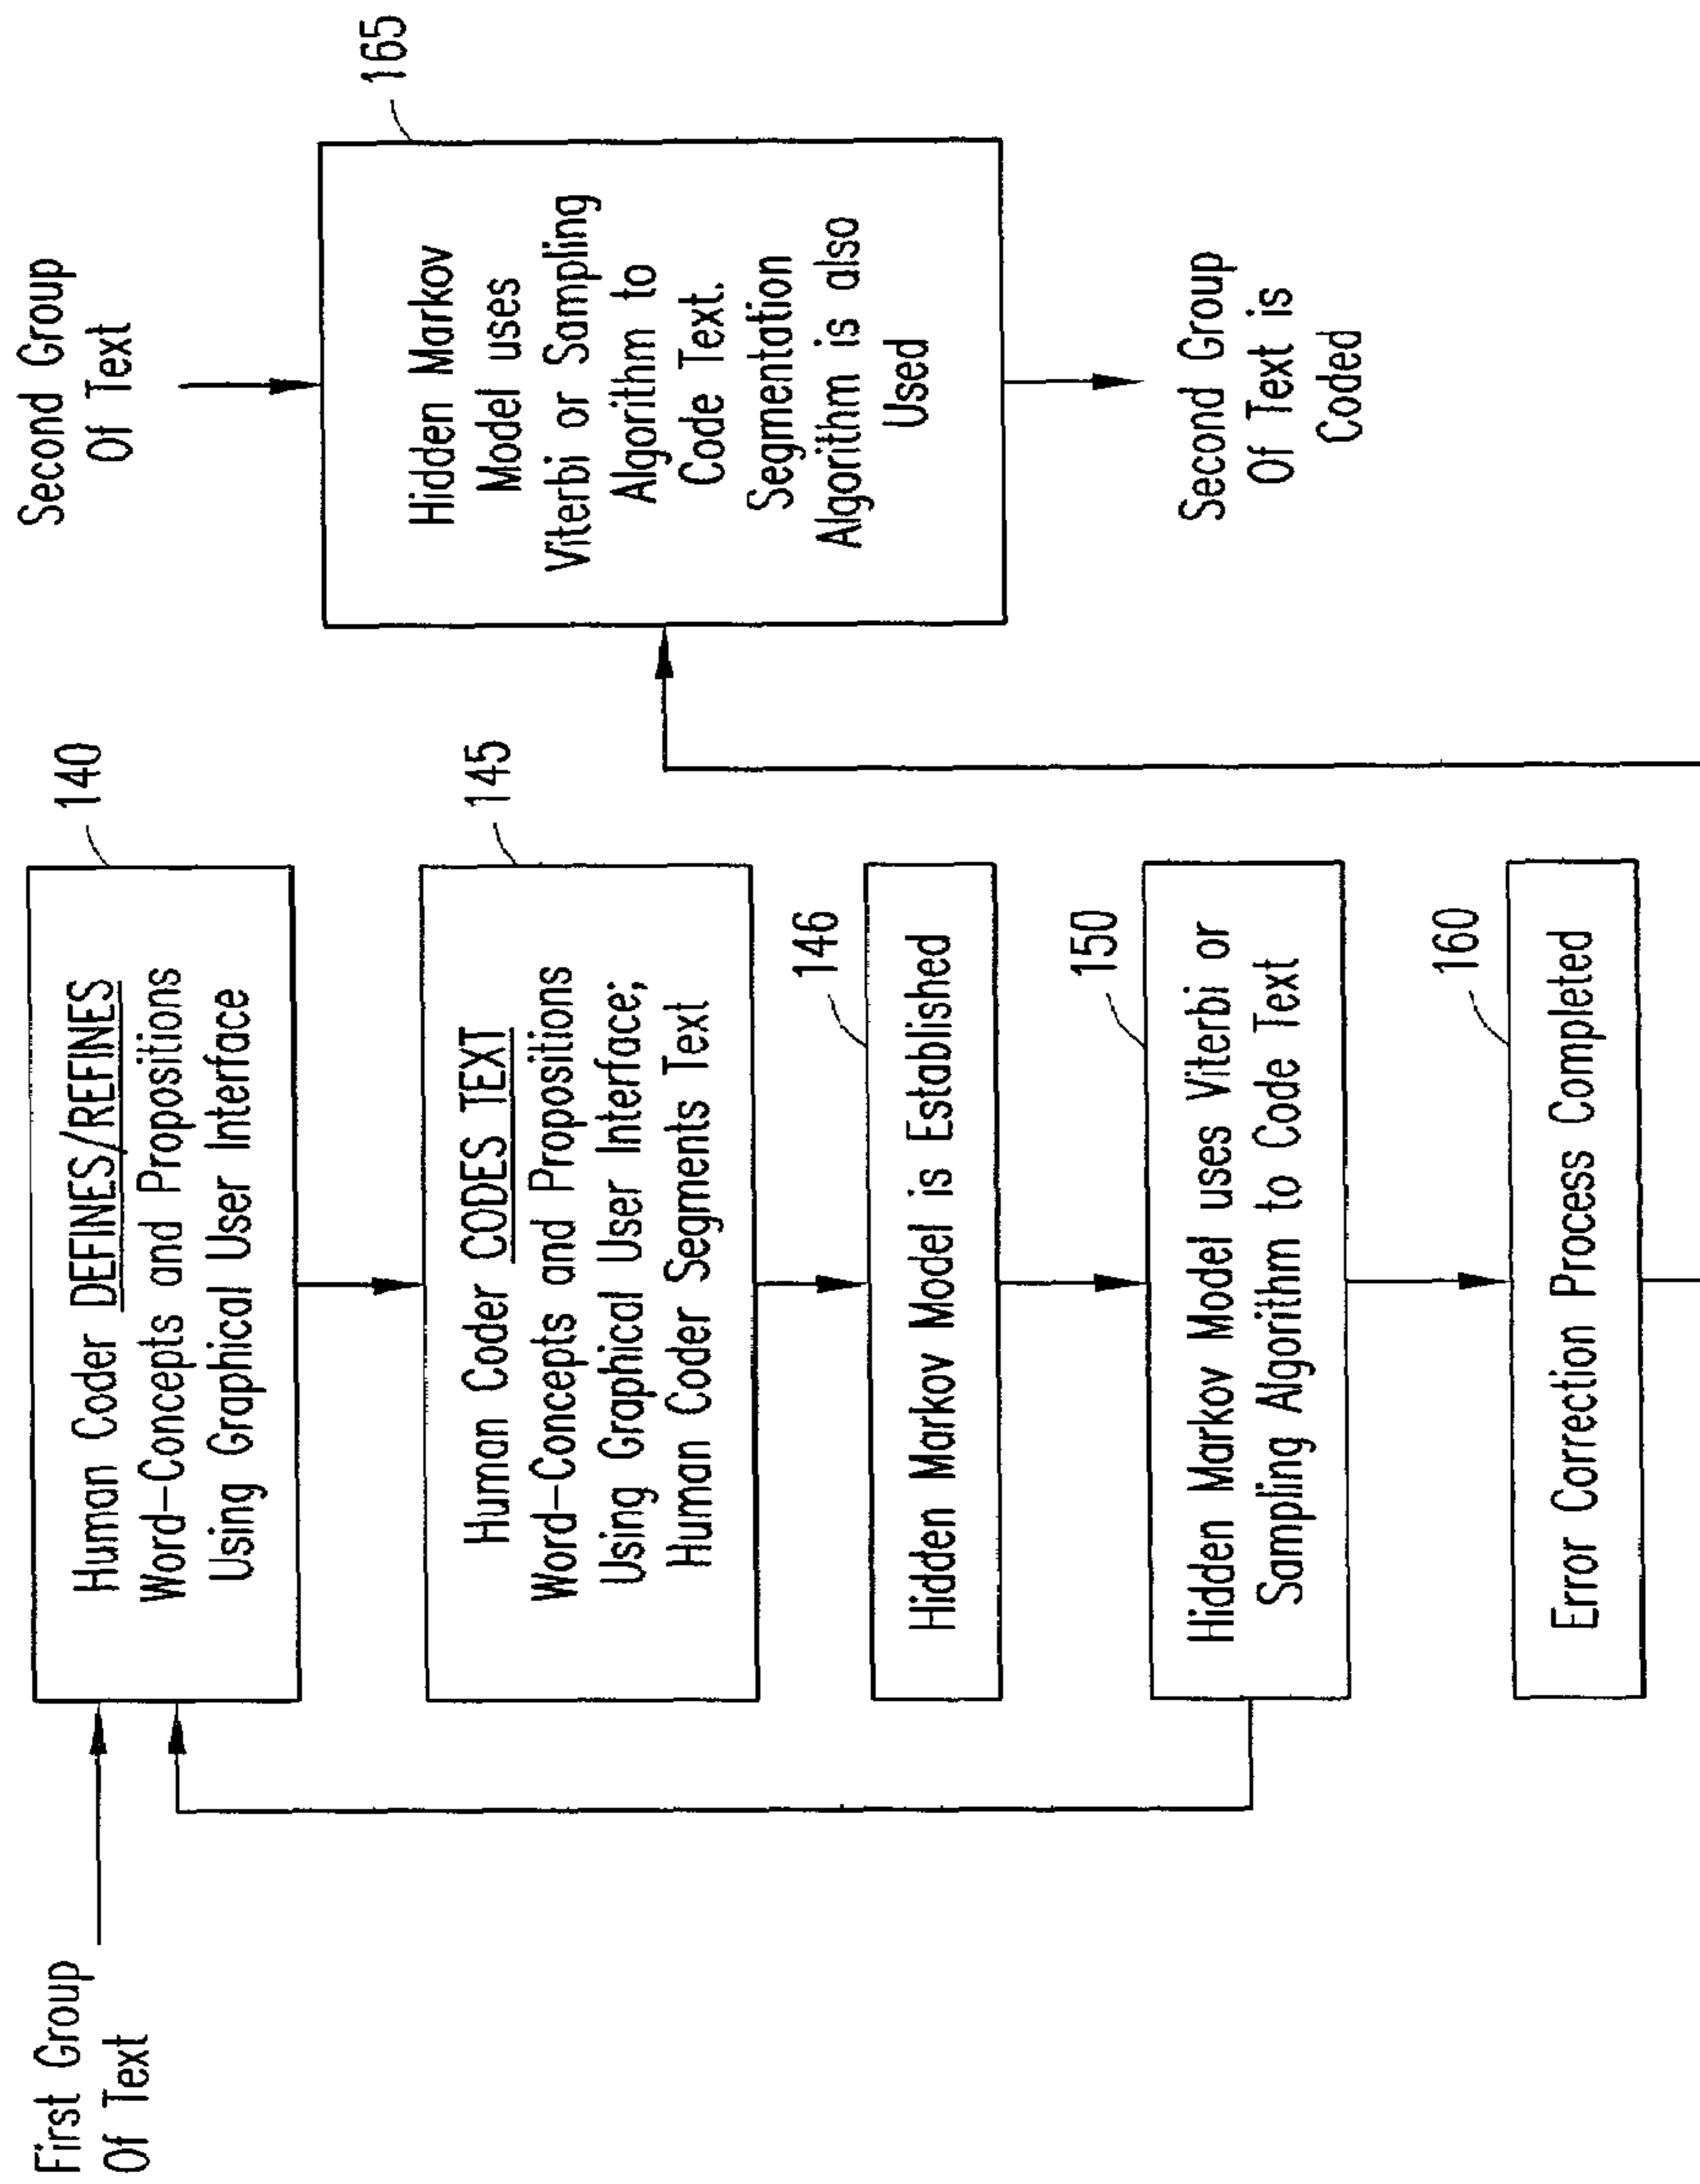 First Group
Of Text
140
Human Coder DEFINES/REFINES
Word-Concepts and Propositions
Using Graphical User Interface
145
Human Coder CODES TEXT
Word-Concepts and Propositions
Using Graphical User Interface;
Human Coder Segments Text
146
Hidden Markov Model is Established
150
Hidden Markov Model uses Viterbi or
Sampling Algorithm to Code Text
160
Error Correction Process Completed
Second Group
Of Text
165
Hidden Markov
Model uses
Viterbi or Sampling
Algorithm to
Code Text.
Segmentation
Algorithm is also
Used
Second Group
Of Text is
Coded